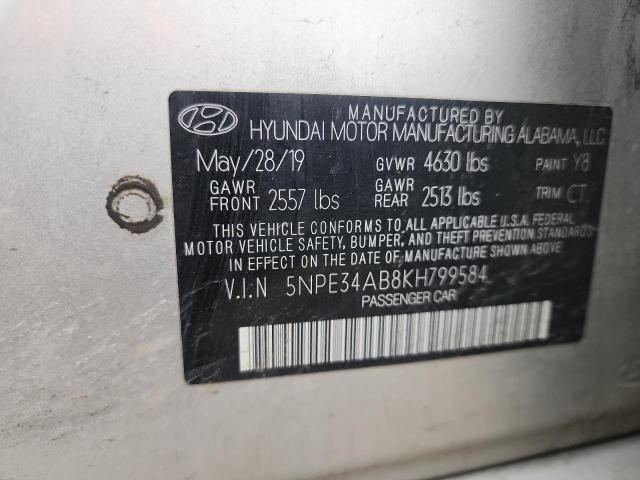 MANUFACTURED BY
HYUNDAI MOTOR MANUFACTURING ALABAMA, LLC
May/28/19 GVWR 4630 lbs PAINT Y8
GAWR FRONT 2557 lbs GAWR REAR 2513 lbs TRIM CT
THIS VEHICLE CONFORMS TO ALL APPLICABLE U.S.A. FEDERAL
MOTOR VEHICLE SAFETY, BUMPER, AND THEFT PREVENTION STANDARDS
IN EFFECT ON THE DATE OF MANUFACTURE SHOWN ABOVE.
V.I.N 5NPE34AB8KH799584
PASSENGER CAR